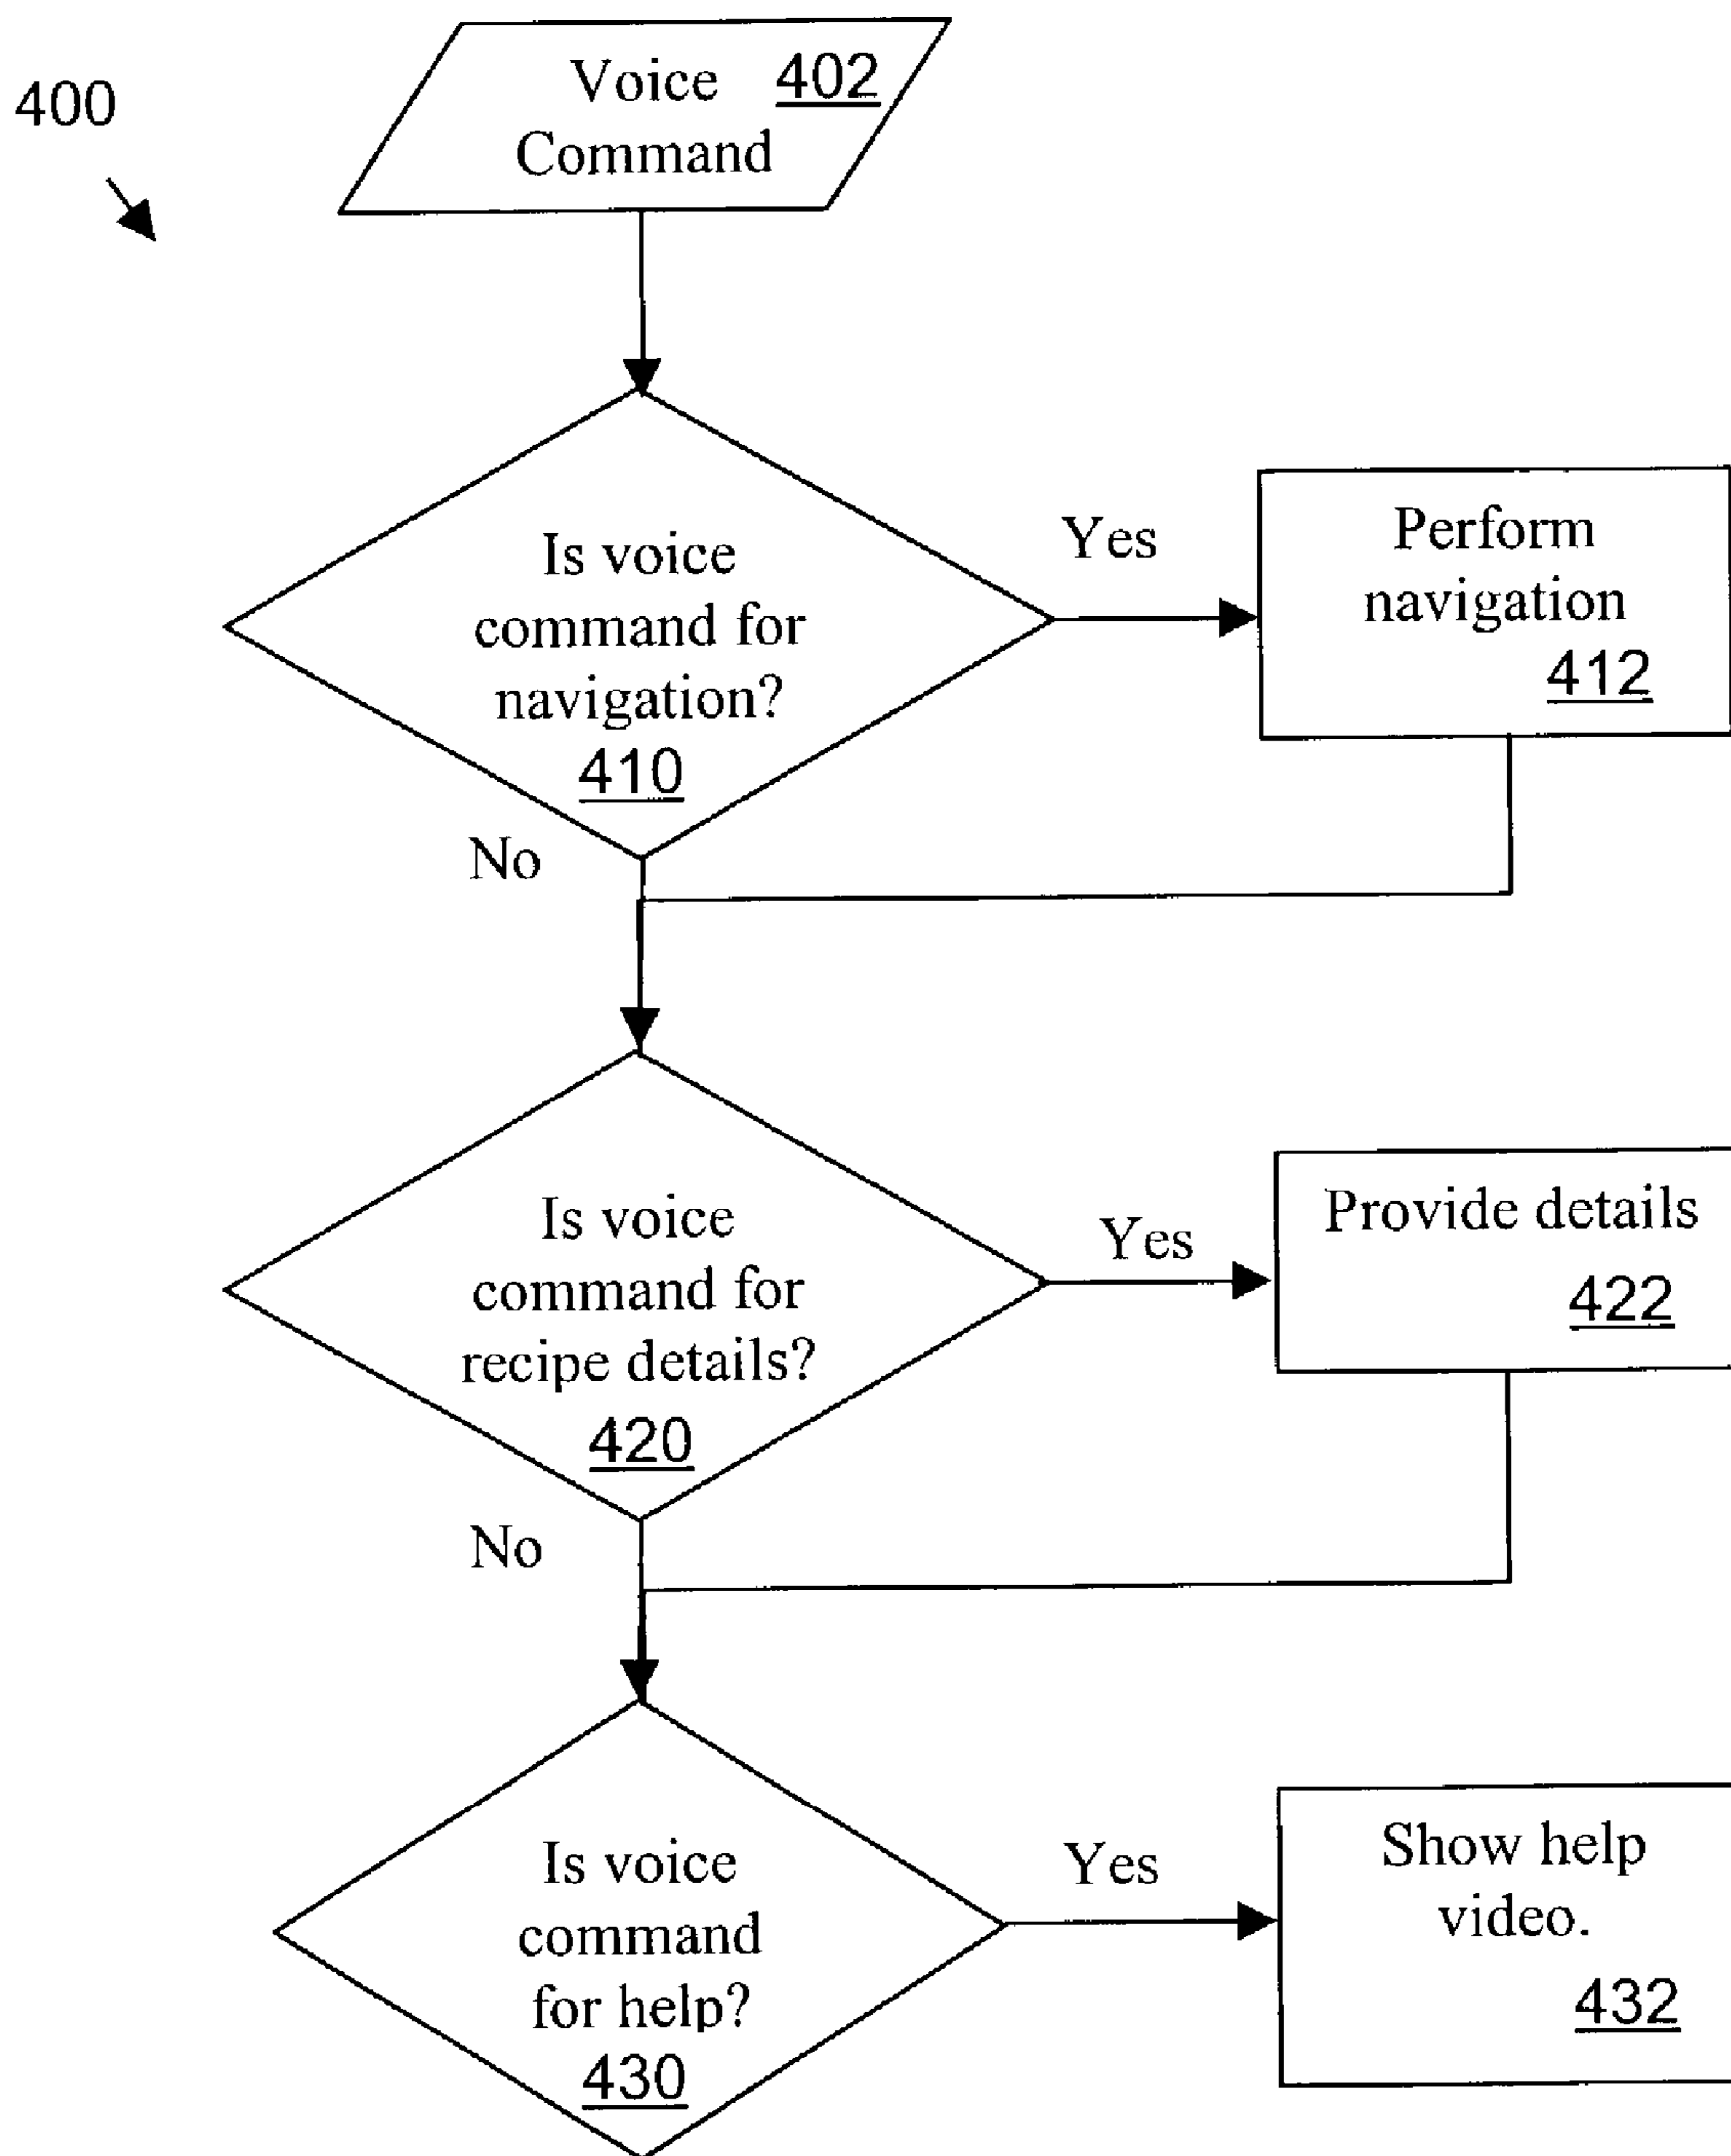 400
Voice 402
Command
Is voice
command for
navigation?
410
Yes
Perform
navigation
412
No
Is voice
command for
recipe details?
420
Yes
Provide details
422
No
Is voice
command
for help?
430
Yes
Show help
video.
432